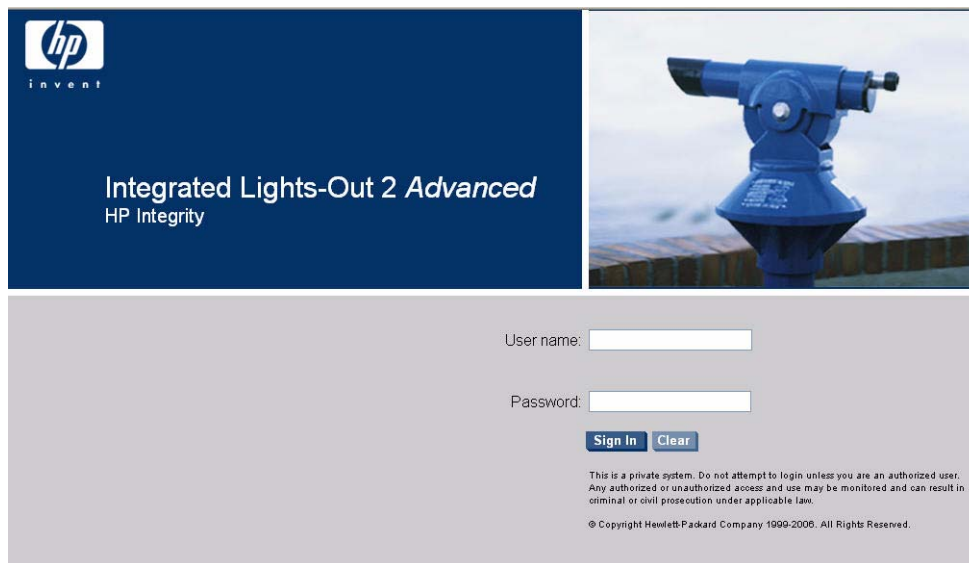 hp
invent
Integrated Lights-Out 2 Advanced
HP Integrity
User name:
Password:
Sign In Clear
This is a private system. Do not attempt to login unless you are an authorized user.
Any authorized or unauthorized access and use may be monitored and can result in
criminal or civil prosecution under applicable law.
© Copyright Hewlett-Packard Company 1999-2006. All Rights Reserved.